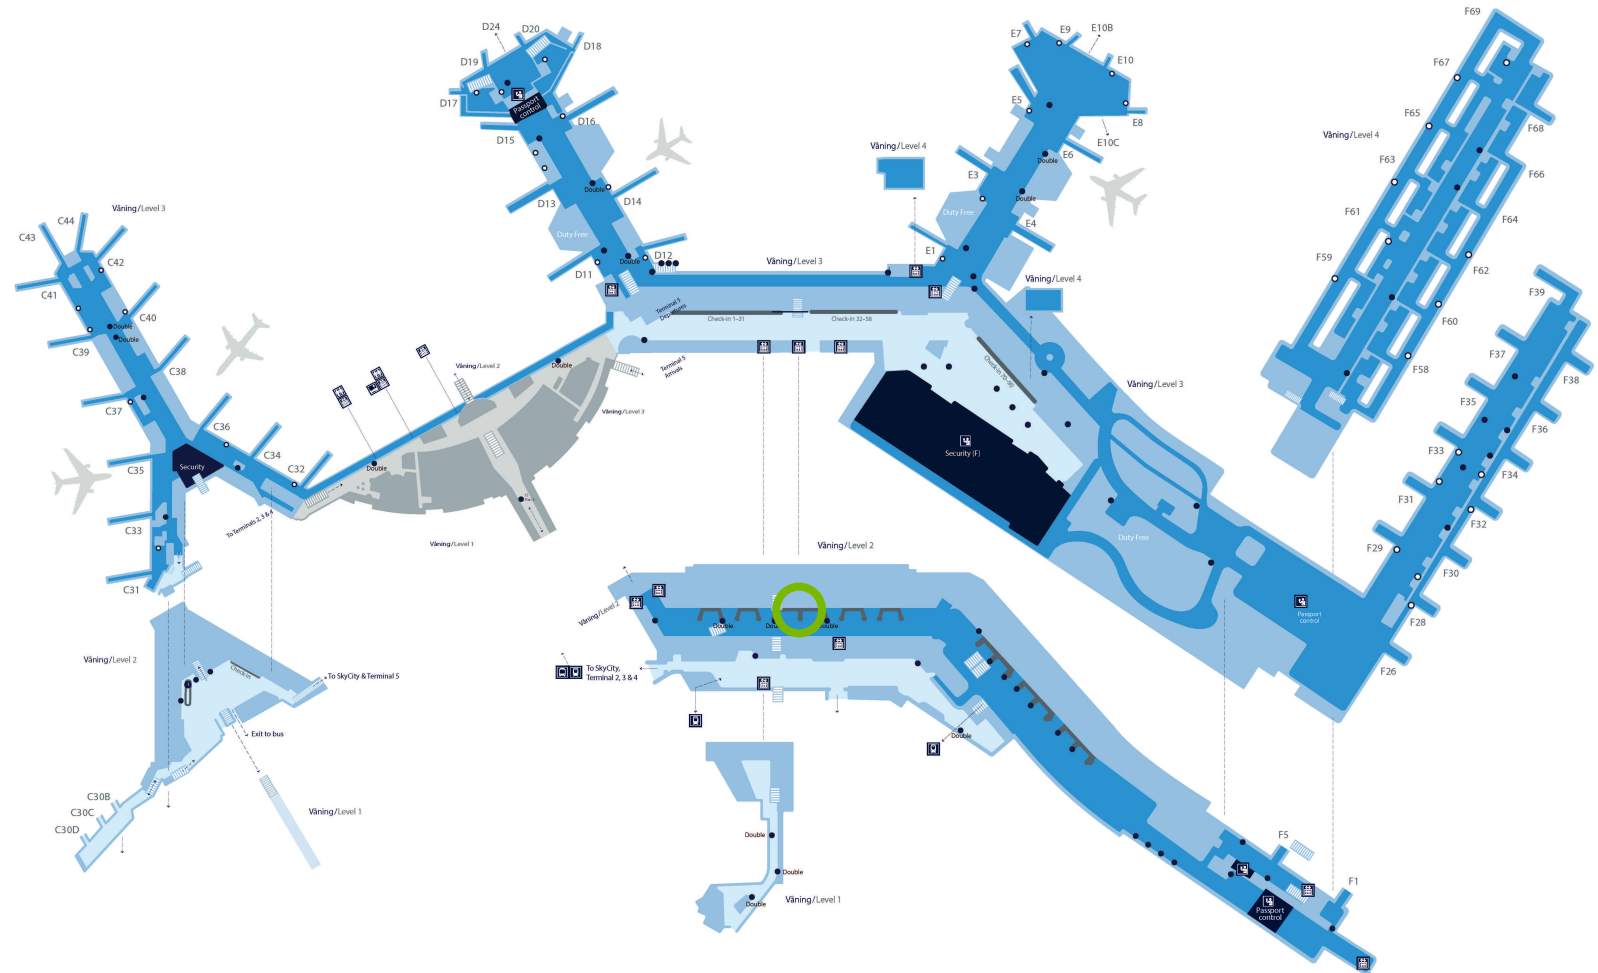 D24
D20
D18
D19
D17
Passport
control
D16
D15
D13
D14
Double
Duty Free
D11
D12
Double
E7
E9
E10B
E10
E5
E8
E10C
E6
Double
E3
Double
Duty Free
E4
E1
Våning/Level 4
Våning/Level 4
F69
F67
F65
F68
Våning/Level 4
F63
F66
F61
F64
F59
F62
F60
F58
F39
F37
F38
F35
F36
F33
F34
F31
F32
F29
F30
F28
F26
Våning/Level 3
C44
C43
C42
C41
C40
Double
Double
C39
C38
C37
C36
C35
Security
C34
C32
C33
C31
To Terminals 2, 3 & 4
Våning/Level 3
Terminal 5
Departures
Check-in 1–21
Check-in 32–58
Terminal 5
Arrivals
Våning/Level 2
Double
Double
Våning/Level 3
Våning/Level 1
Våning/Level 3
Security (F)
Duty Free
Passport
control
Våning/Level 2
Våning/Level 2
Double
Double
To SkyCity,
Terminal 2, 3 & 4
Double
Våning/Level 2
Check-in
To SkyCity & Terminal 5
Exit to bus
Våning/Level 1
C30B
C30C
C30D
Double
Double
Double
Våning/Level 1
F5
F1
Passport
control